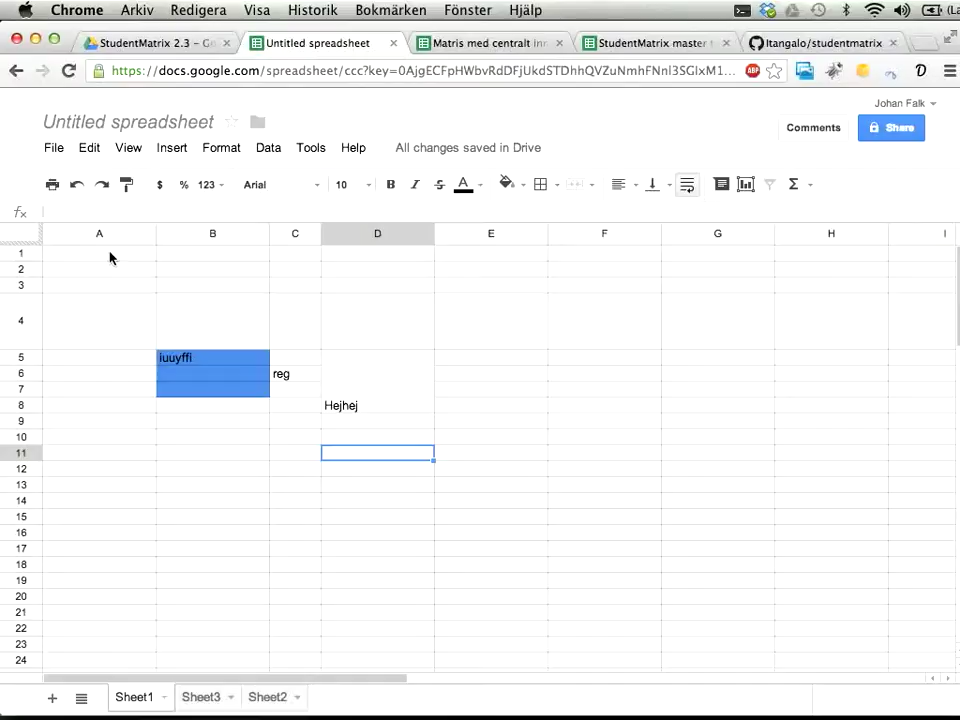 Chrome Arkiv Redigera Visa Historik Bokmärken Fönster Hjälp
StudentMatrix 2.3 – Go
Untitled spreadsheet
Matris med centralt inn
StudentMatrix master
Itangalo/studentmatrix
https://docs.google.com/spreadsheet/ccc?key=0AjgECFpHWbvRdDFjUkdSTDhhQVZuNmhFNnl3SGIxM1...
ABP
Johan Falk
Untitled spreadsheet
Comments Share
File Edit View Insert Format Data Tools Help All changes saved in Drive
$ % 123 Arial 10 B I S A Σ
fx
A B C D E F G H I
1
2
3
4
5 iuuyffi
6 reg
7
8 Hejhej
9
10
11
12
13
14
15
16
17
18
19
20
21
22
23
24
+ Sheet1 Sheet3 Sheet2